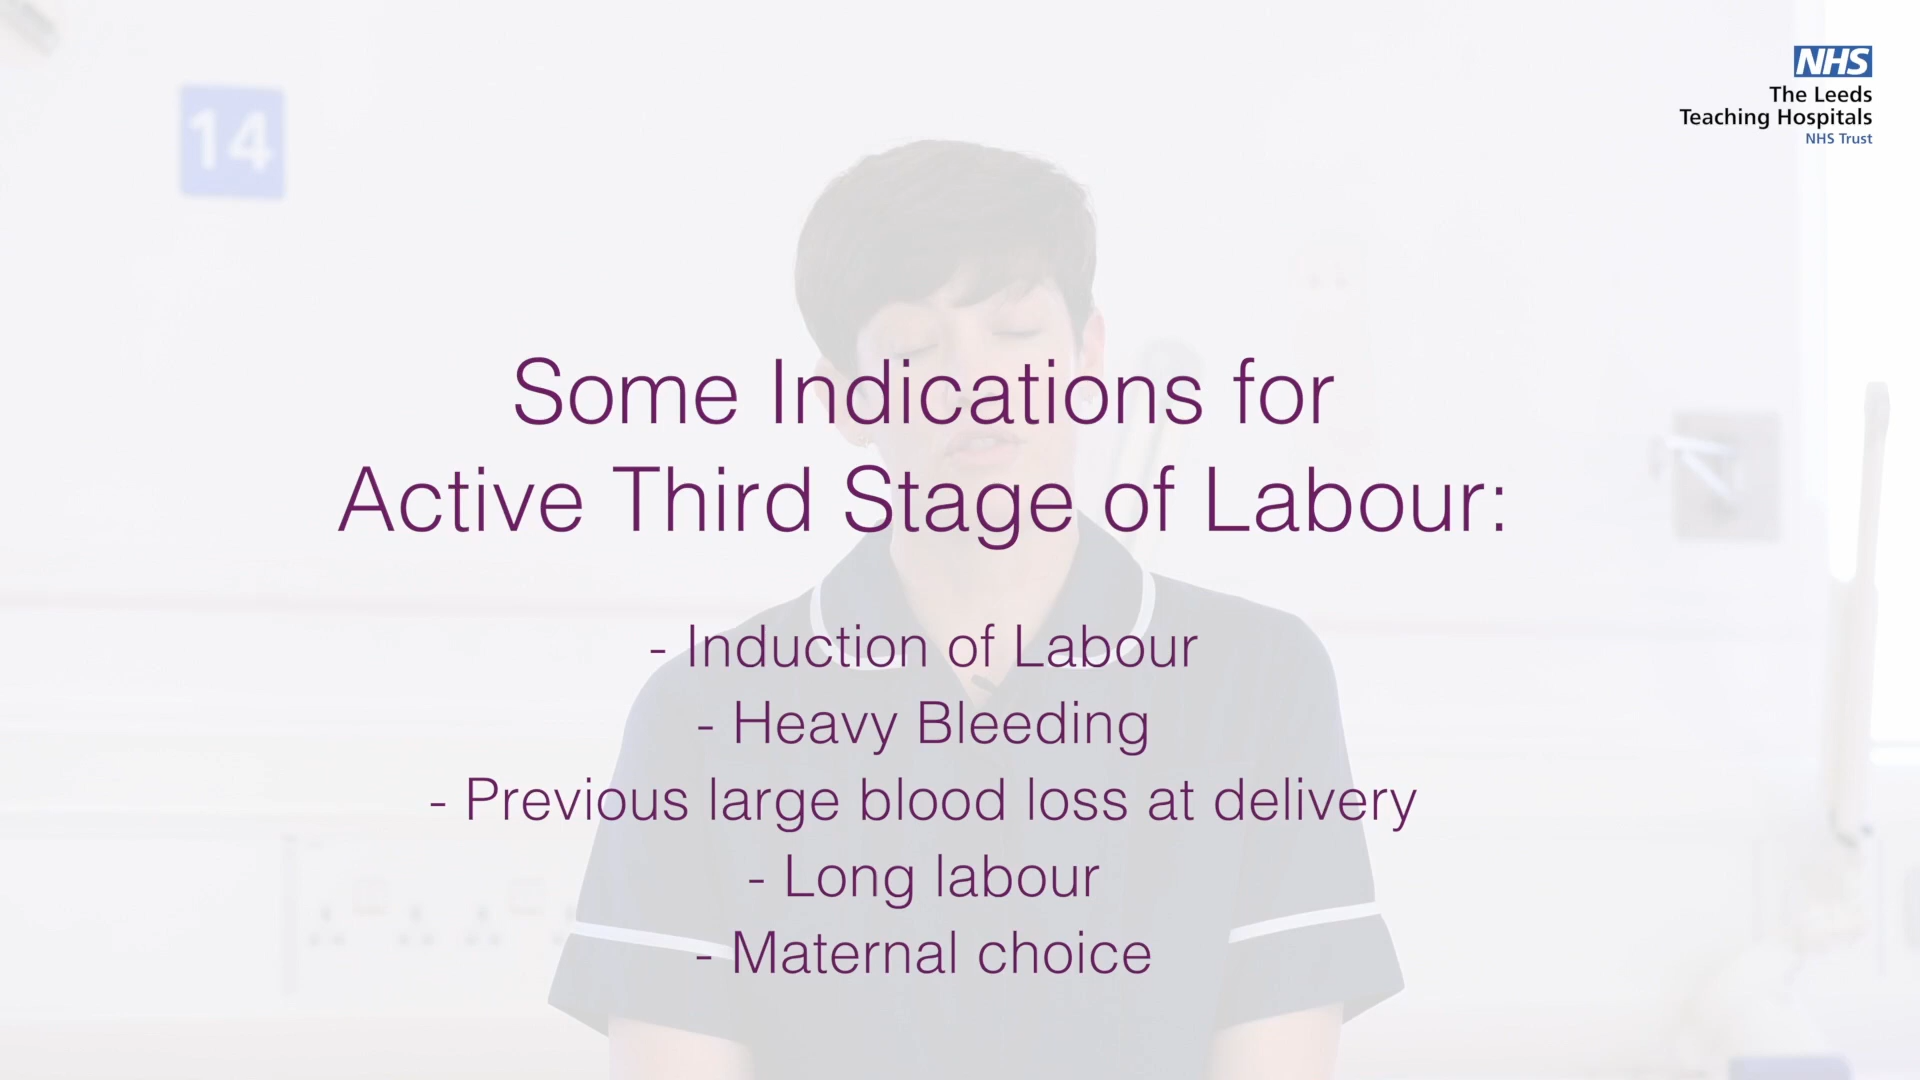 14
NHS
The Leeds
Teaching Hospitals
NHS Trust
Some Indications for
Active Third Stage of Labour:
- Induction of Labour
- Heavy Bleeding
- Previous large blood loss at delivery
- Long labour
- Maternal choice